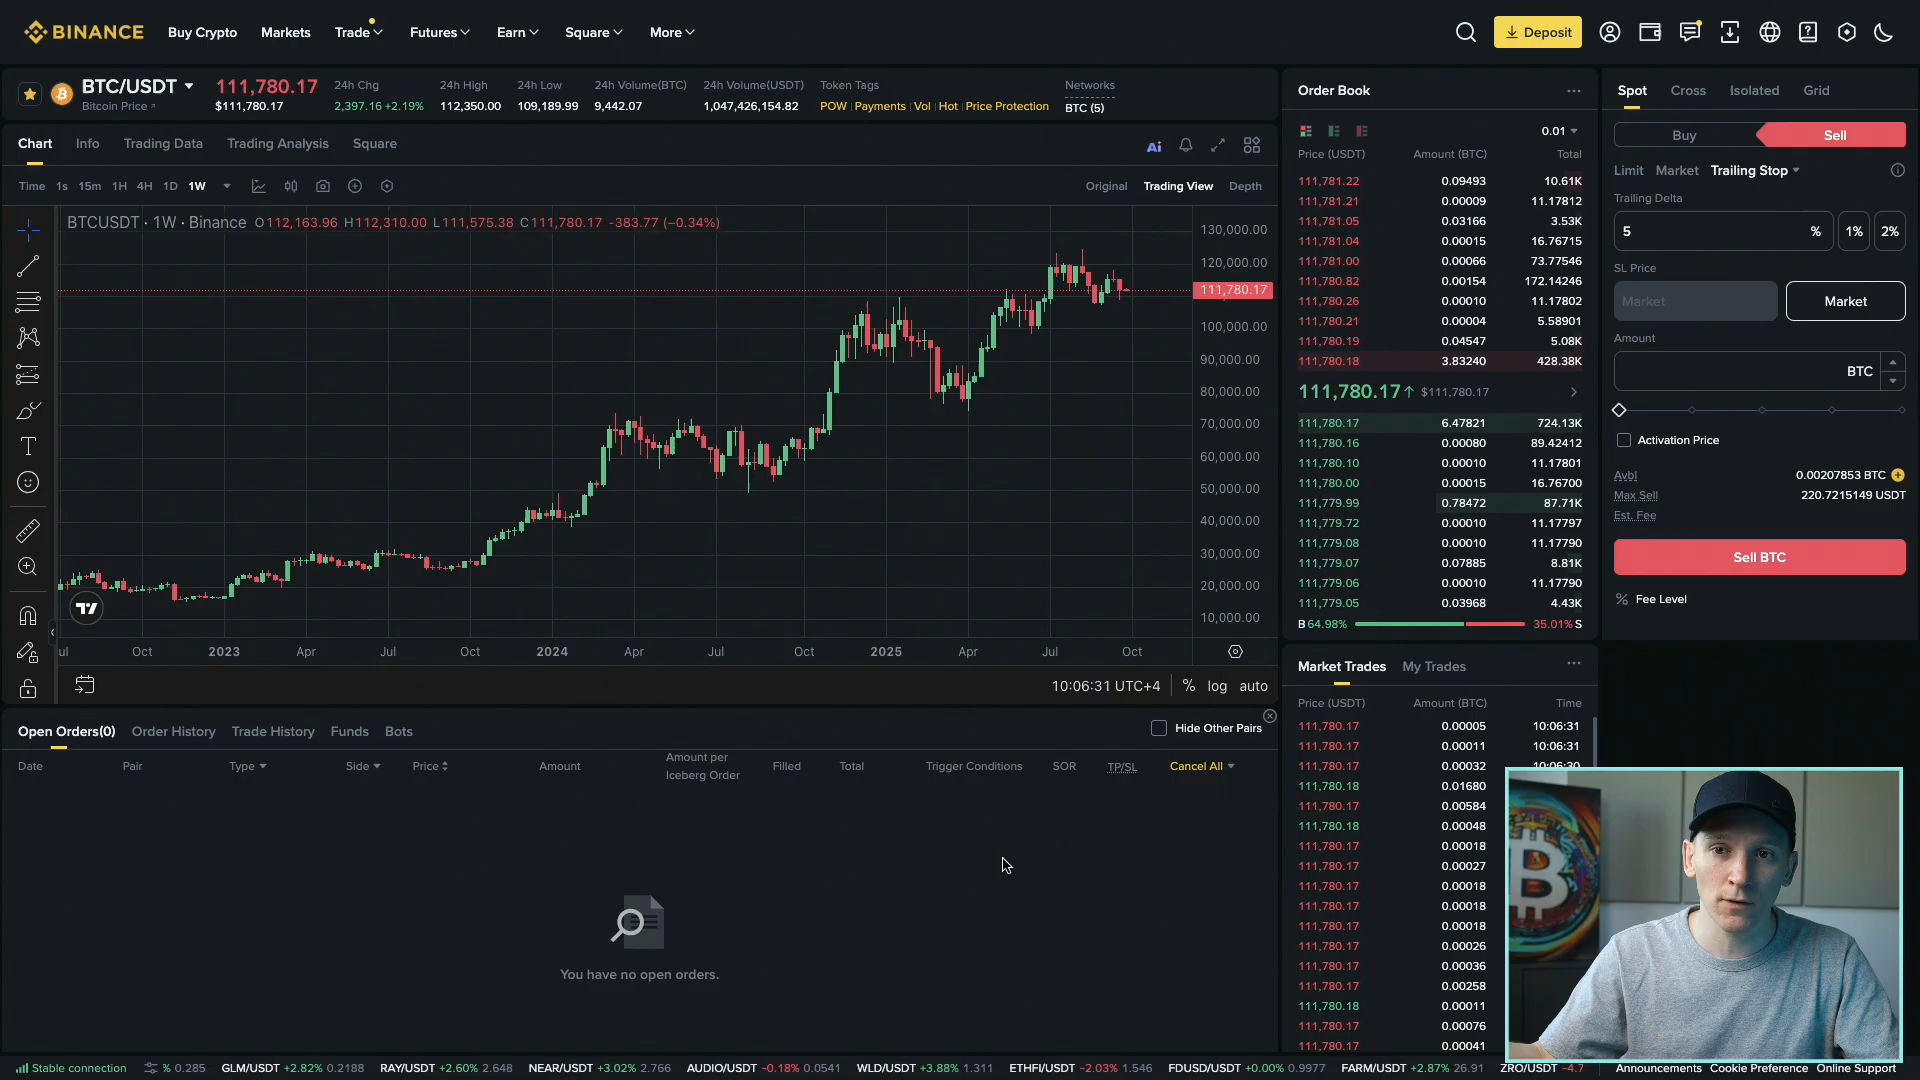 BINANCE
Buy Crypto
Markets
Trade
Futures
Earn
Square
More
Deposit
BTC/USDT
Bitcoin Price
111,780.17
$111,780.17
24h Chg
2,397.16 +2.19%
24h High
112,350.00
24h Low
109,189.99
24h Volume(BTC)
9,442.07
24h Volume(USDT)
1,047,426,154.82
Token Tags
POW | Payments | Vol | Hot | Price Protection
Networks
BTC (5)
Chart
Info
Trading Data
Trading Analysis
Square
Ai
Time 1s 15m 1H 4H 1D 1W
Original
Trading View
Depth
BTCUSDT · 1W · Binance O112,163.96 H112,310.00 L111,575.38 C111,780.17 -383.77 (−0.34%)
130,000.00
120,000.00
111,780.17
100,000.00
90,000.00
80,000.00
70,000.00
60,000.00
50,000.00
40,000.00
30,000.00
20,000.00
10,000.00
ul Oct 2023 Apr Jul Oct 2024 Apr Jul Oct 2025 Apr Jul Oct
10:06:31 UTC+4
% log auto
Order Book
0.01
Price (USDT) Amount (BTC) Total
111,781.22 0.09493 10.61K
111,781.21 0.00009 11.17812
111,781.05 0.03166 3.53K
111,781.04 0.00015 16.76715
111,781.00 0.00066 73.77546
111,780.82 0.00154 172.14246
111,780.26 0.00010 11.17802
111,780.21 0.00004 5.58901
111,780.19 0.04547 5.08K
111,780.18 3.83240 428.38K
111,780.17↑ $111,780.17
111,780.17 6.47821 724.13K
111,780.16 0.00080 89.42412
111,780.10 0.00010 11.17801
111,780.00 0.00015 16.76700
111,779.99 0.78472 87.71K
111,779.72 0.00010 11.17797
111,779.08 0.00010 11.17790
111,779.07 0.07885 8.81K
111,779.06 0.00010 11.17790
111,779.05 0.03968 4.43K
B 64.98% 35.01% S
Market Trades
My Trades
Price (USDT) Amount (BTC) Time
111,780.17 0.00005 10:06:31
111,780.17 0.00011 10:06:31
111,780.17 0.00032 10:06:30
111,780.18 0.01680
111,780.17 0.00584
111,780.18 0.00048
111,780.17 0.00018
111,780.17 0.00027
111,780.17 0.00018
111,780.17 0.00018
111,780.17 0.00018
111,780.17 0.00026
111,780.17 0.00036
111,780.17 0.00258
111,780.18 0.00011
111,780.17 0.00076
111,780.17 0.00041
Spot
Cross
Isolated
Grid
Buy
Sell
Limit
Market
Trailing Stop
Trailing Delta
5 %
1%
2%
SL Price
Market
Market
Amount
BTC
Activation Price
Avbl 0.00207853 BTC
Max Sell 220.7215149 USDT
Est. Fee
Sell BTC
% Fee Level
Open Orders(0)
Order History
Trade History
Funds
Bots
Hide Other Pairs
Date
Pair
Type
Side
Price
Amount
Amount per
Iceberg Order
Filled
Total
Trigger Conditions
SOR
TP/SL
Cancel All
You have no open orders.
Stable connection
% 0.285
GLM/USDT +2.82% 0.2188
RAY/USDT +2.60% 2.648
NEAR/USDT +3.02% 2.766
AUDIO/USDT -0.18% 0.0541
WLD/USDT +3.88% 1.311
ETHFI/USDT -2.03% 1.546
FDUSD/USDT +0.00% 0.9977
FARM/USDT +2.87% 26.91
ZRO/USDT -4.7
Announcements
Cookie Preference
Online Support